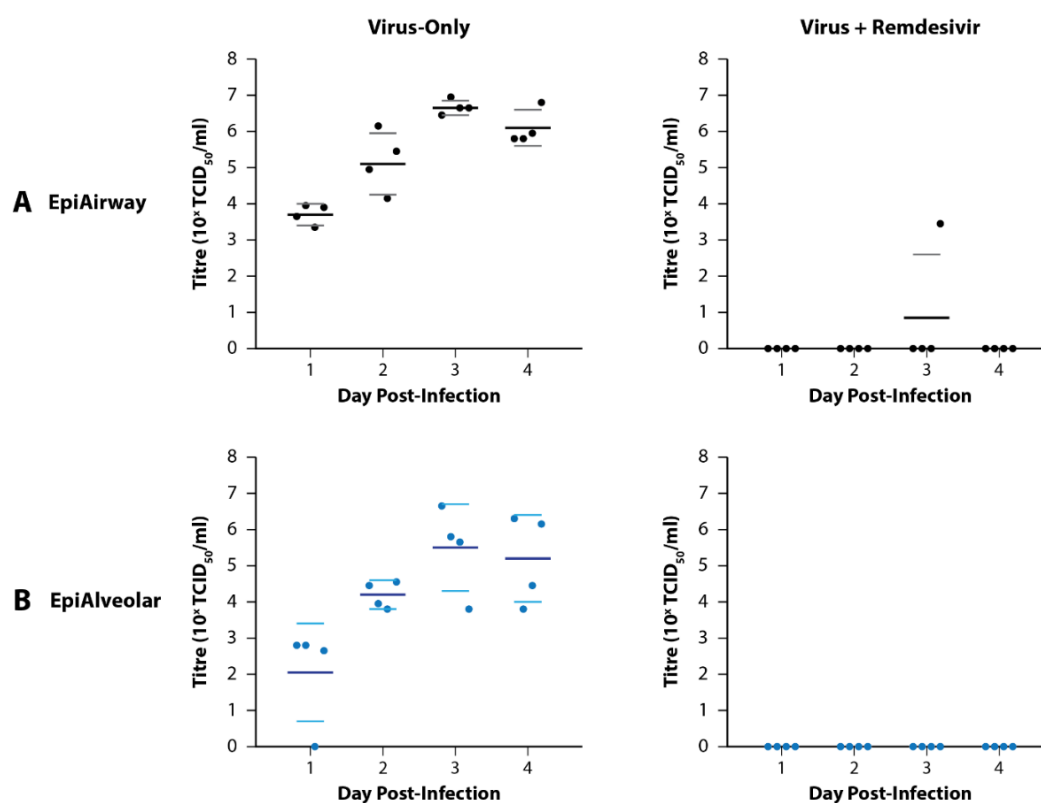 Virus-Only
Virus + Remdesivir
A EpiAirway
Titre (10ˣ TCID₅₀/ml)
8
7
6
5
4
3
2
1
0
1 2 3 4
Day Post-Infection
Titre (10ˣ TCID₅₀/ml)
8
7
6
5
4
3
2
1
0
1 2 3 4
Day Post-Infection
B EpiAlveolar
Titre (10ˣ TCID₅₀/ml)
8
7
6
5
4
3
2
1
0
1 2 3 4
Day Post-Infection
Titre (10ˣ TCID₅₀/ml)
8
7
6
5
4
3
2
1
0
1 2 3 4
Day Post-Infection